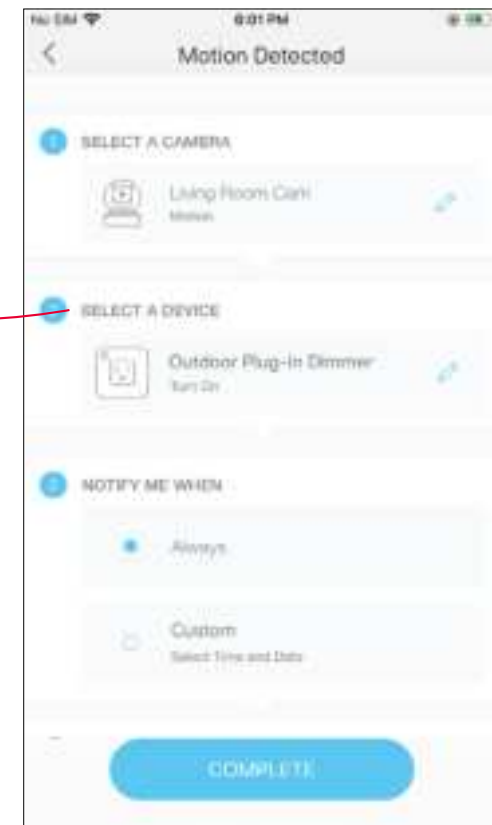 No SIM 6:01 PM
Motion Detected
SELECT A CAMERA
Living Room Cam
Motion
SELECT A DEVICE
Outdoor Plug-In Dimmer
Turn On
NOTIFY ME WHEN
Always
Custom
Select Time and Date
COMPLETE